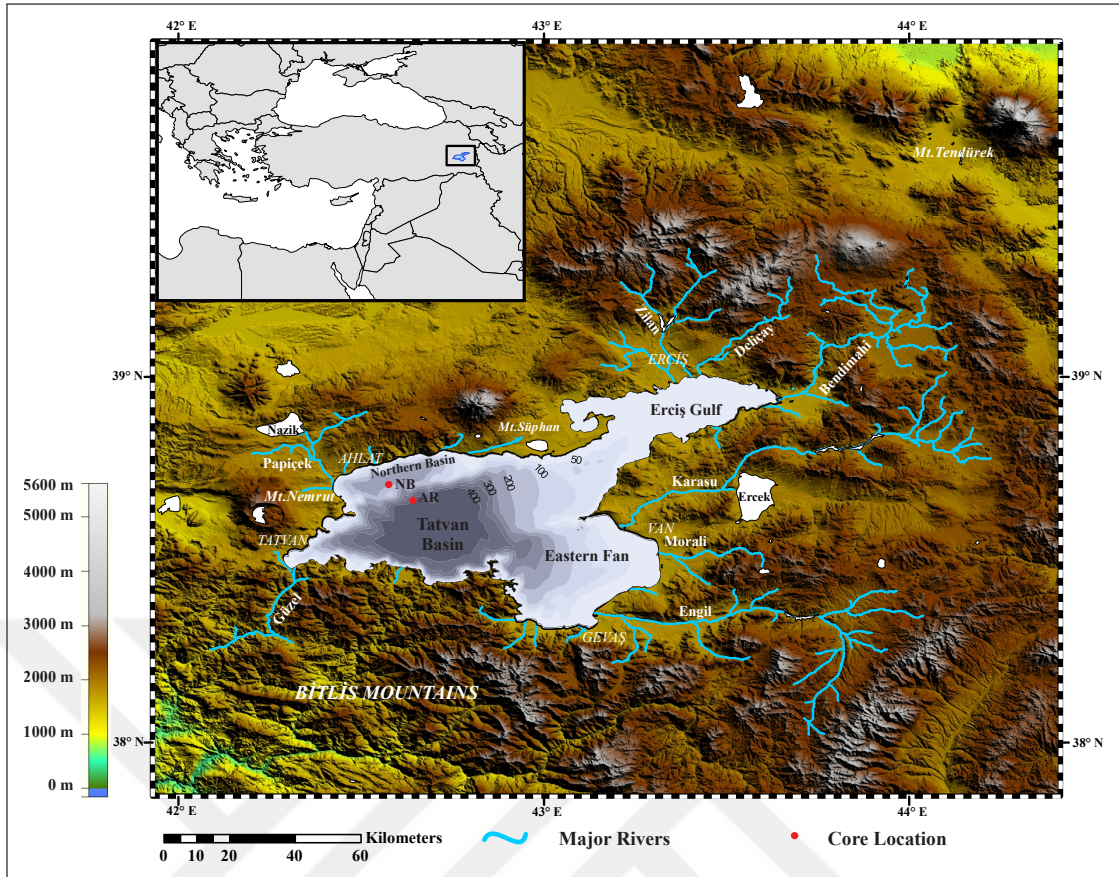 42° E
43° E
44° E
Mt.Tendürek
Zilan
Deliçay
ERCİŞ
Bendimahi
39° N
39° N
Erciş Gulf
Nazik
Mt.Süphan
AHLAT
Papiçek
Northern Basin
50
100
200
300
400
NB
AR
Mt.Nemrut
Karasu
Ercek
TATVAN
Tatvan
Basin
VAN
Morali
Eastern Fan
Güzel
Engil
GEVAŞ
BİTLİS MOUNTAINS
5600 m
5000 m
4000 m
3000 m
2000 m
1000 m
0 m
38° N
38° N
42° E
43° E
44° E
Kilometers
0 10 20 40 60
Major Rivers
Core Location